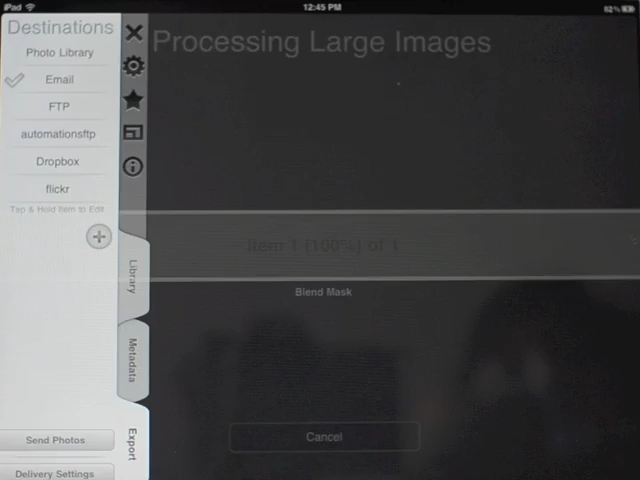 iPad
12:45 PM
82%
Destinations
Photo Library
Email
FTP
automationsftp
Dropbox
flickr
Tap & Hold Item to Edit
Library
Metadata
Export
Send Photos
Delivery Settings
Processing Large Images
Item 1 (100%) of 1
Blend Mask
Cancel